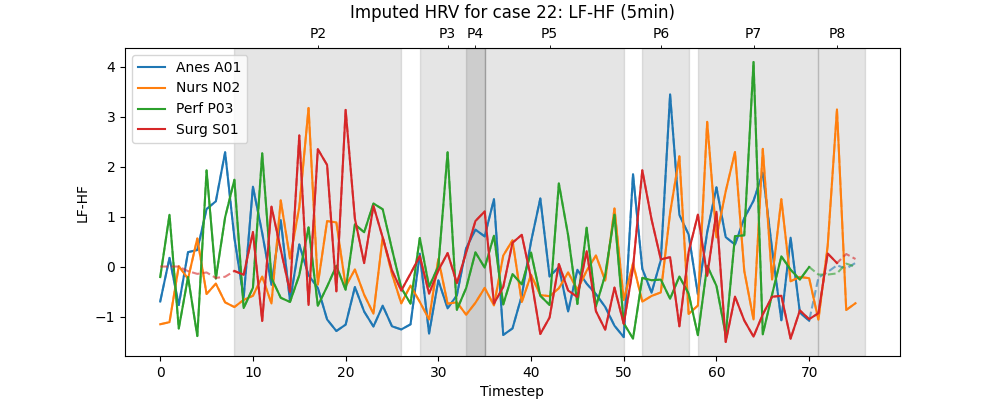 Imputed HRV for case 22: LF-HF (5min)
P2 P3 P4 P5 P6 P7 P8
Anes A01
Nurs N02
Perf P03
Surg S01
4
3
2
1
0
−1
LF-HF
0 10 20 30 40 50 60 70
Timestep